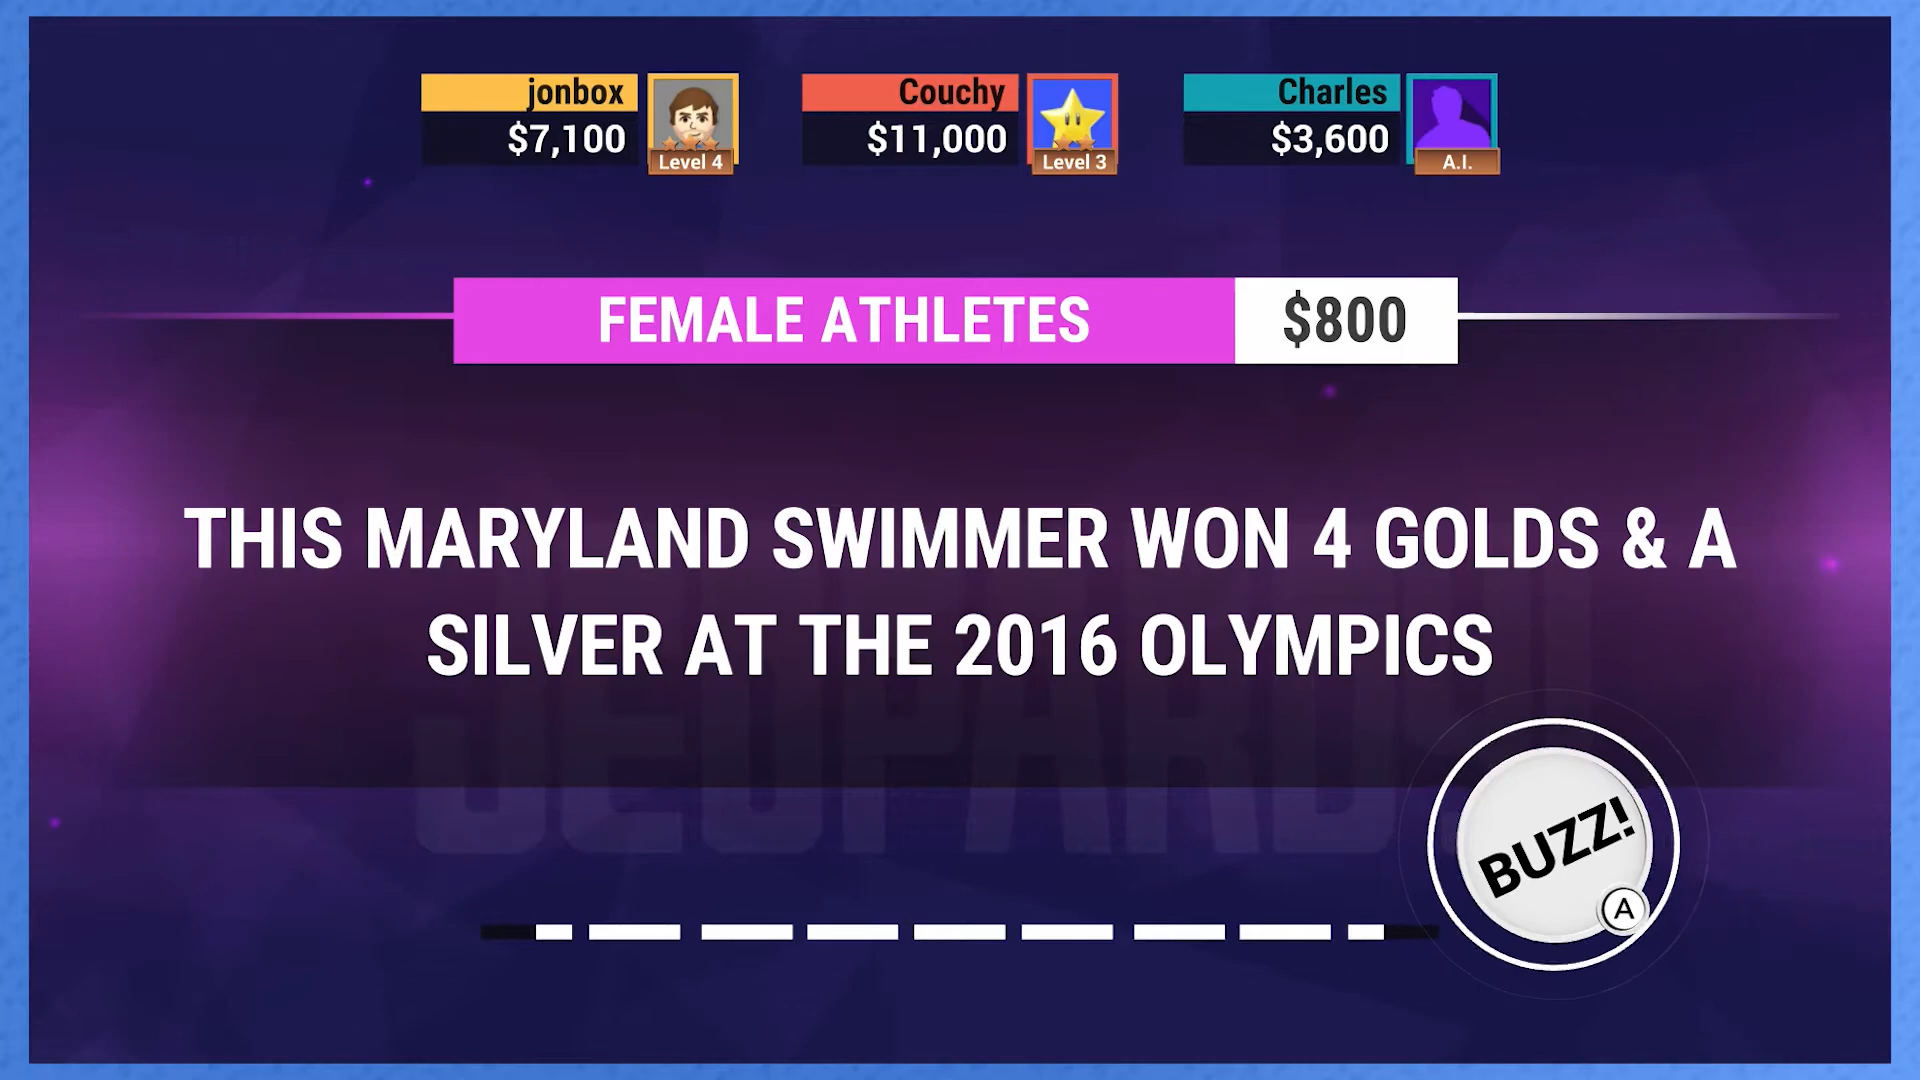 jonbox
$7,100
Level 4
Couchy
$11,000
Level 3
Charles
$3,600
A.I.
FEMALE ATHLETES $800
THIS MARYLAND SWIMMER WON 4 GOLDS & A
SILVER AT THE 2016 OLYMPICS
JEOPARDY!
BUZZ!
A